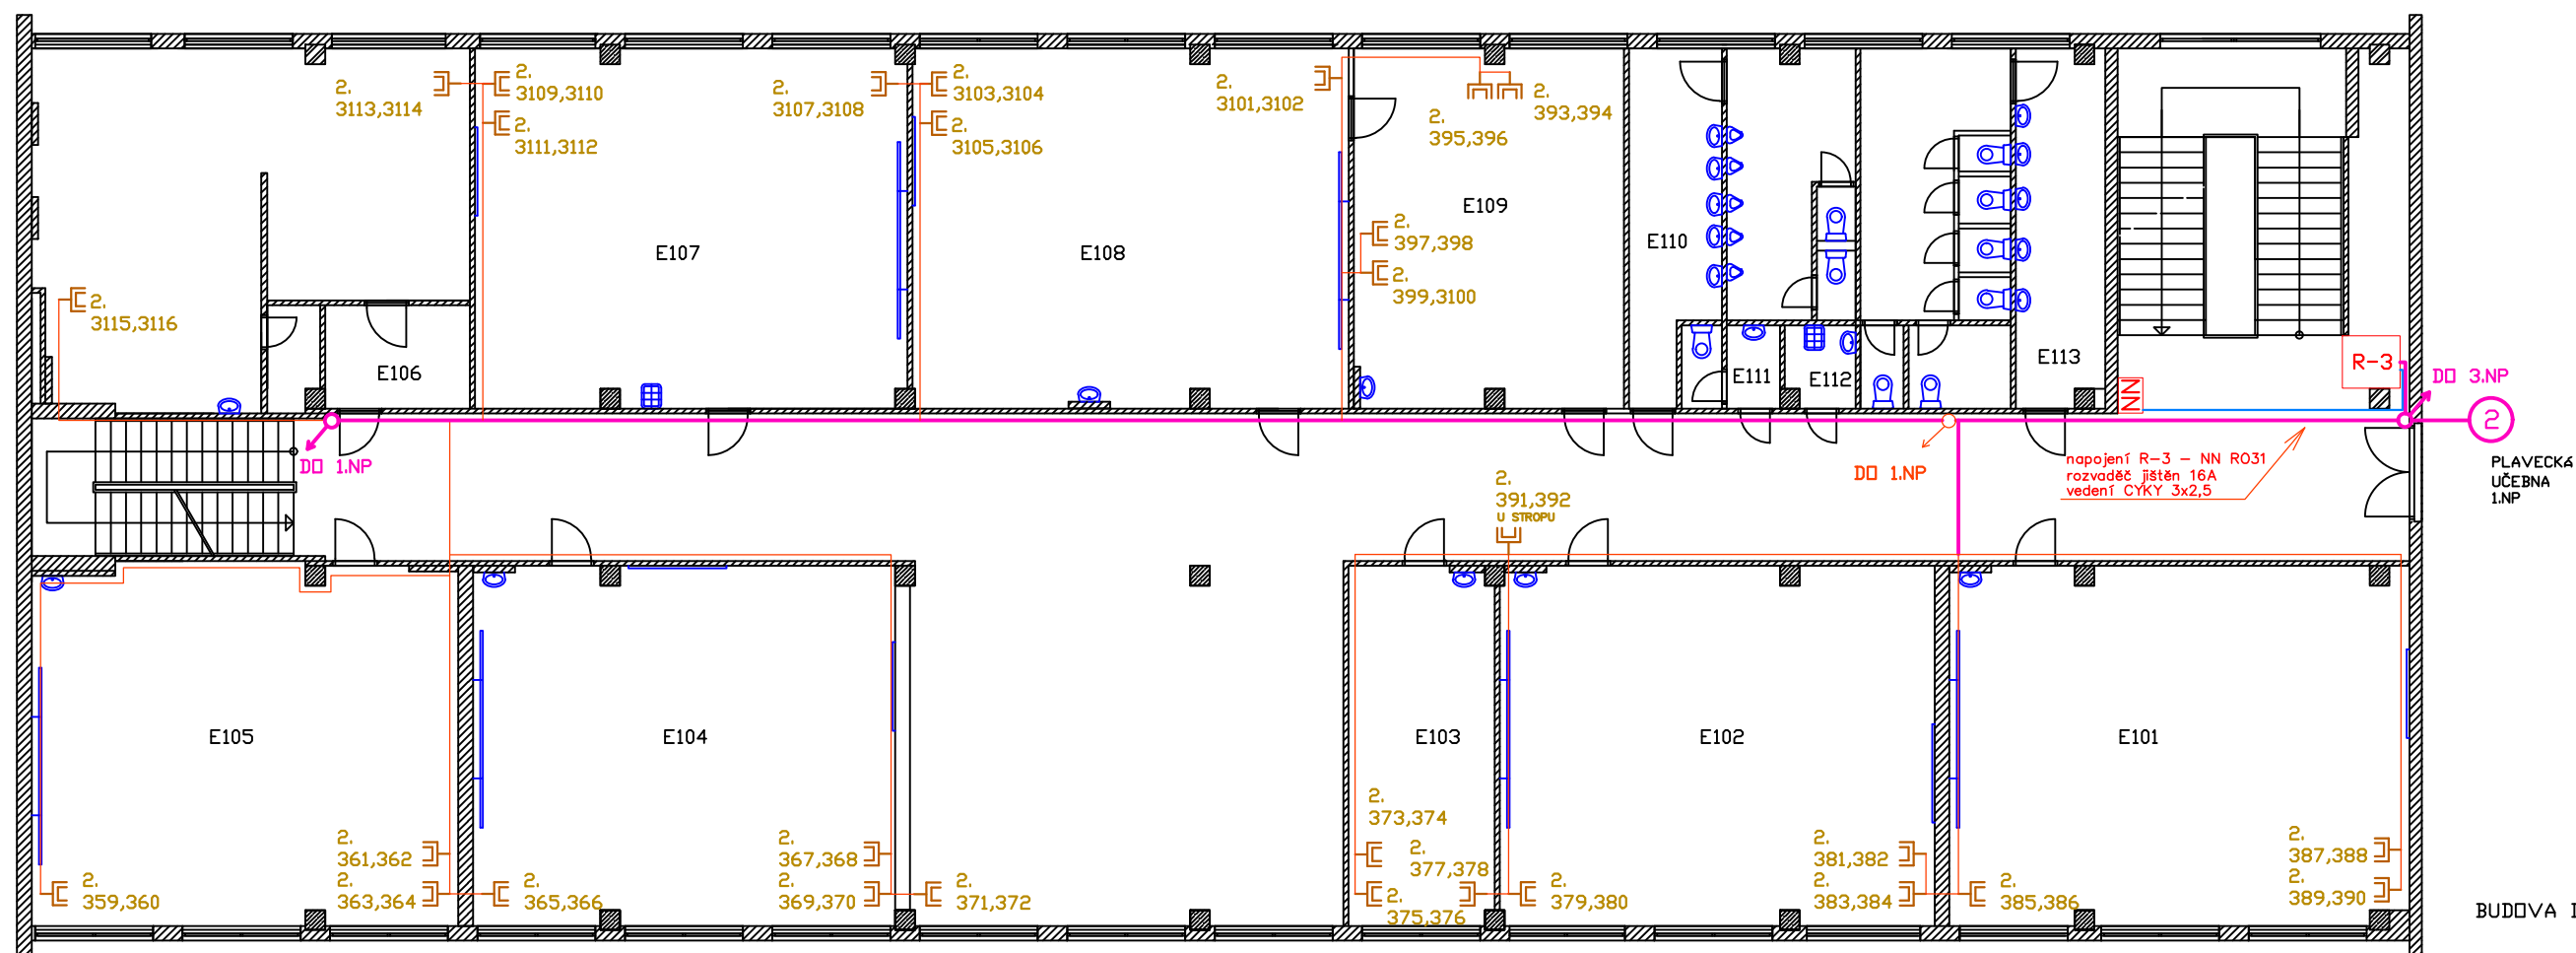 2.
3113,3114
2.
3109,3110
2.
3111,3112
2.
3107,3108
2.
3103,3104
2.
3105,3106
2.
3101,3102
2.
395,396
2.
393,394
E109
2.
397,398
2.
399,3100
E107
E108
E110
2.
3115,3116
E106
E111
E112
E113
R-3
NN
DO 3.NP
2
DO 1.NP
DO 1.NP
napojení R-3 – NN RO31
rozvaděč jištěn 16A
vedení CYKY 3x2,5
PLAVECKÁ
UČEBNA
1.NP
2.
391,392
U STROPU
E105
E104
E103
E102
E101
2.
373,374
2.
361,362
2.
367,368
2.
377,378
2.
381,382
2.
387,388
2.
359,360
2.
363,364
2.
365,366
2.
369,370
2.
371,372
2.
375,376
2.
379,380
2.
383,384
2.
385,386
2.
389,390
BUDOVA